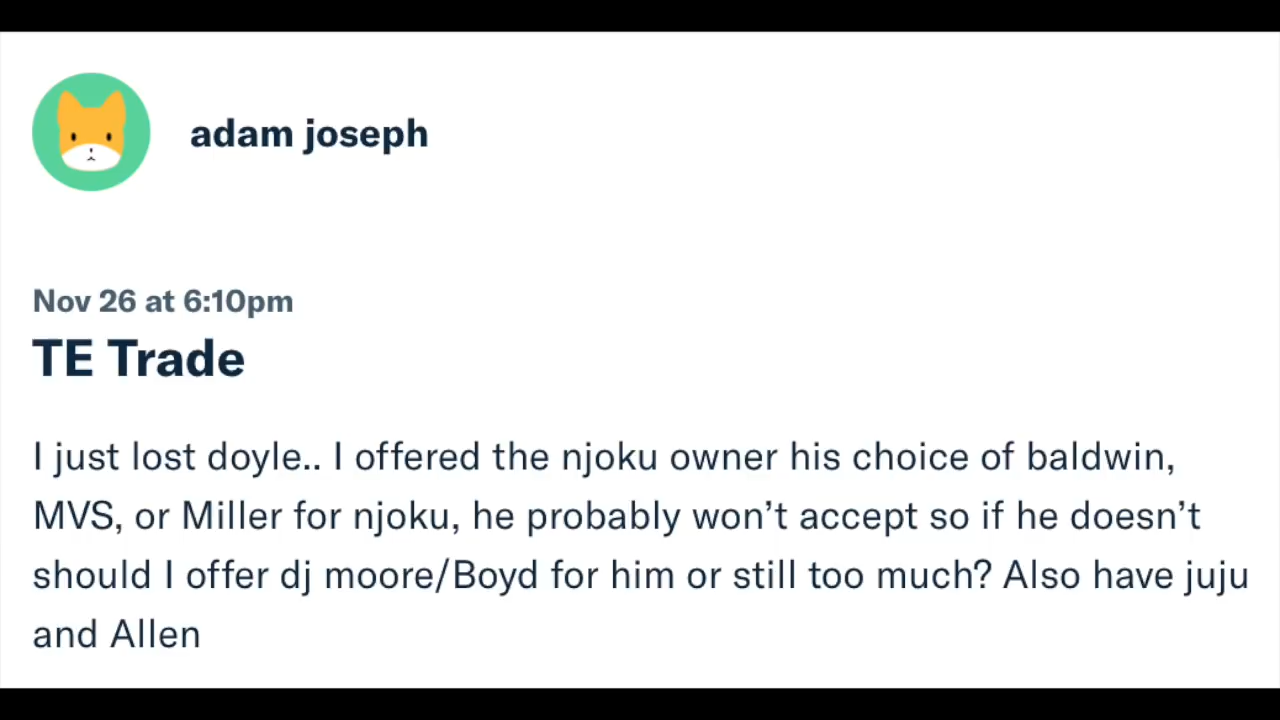 adam joseph
Nov 26 at 6:10pm
TE Trade
I just lost doyle.. I offered the njoku owner his choice of baldwin,
MVS, or Miller for njoku, he probably won’t accept so if he doesn’t
should I offer dj moore/Boyd for him or still too much? Also have juju
and Allen